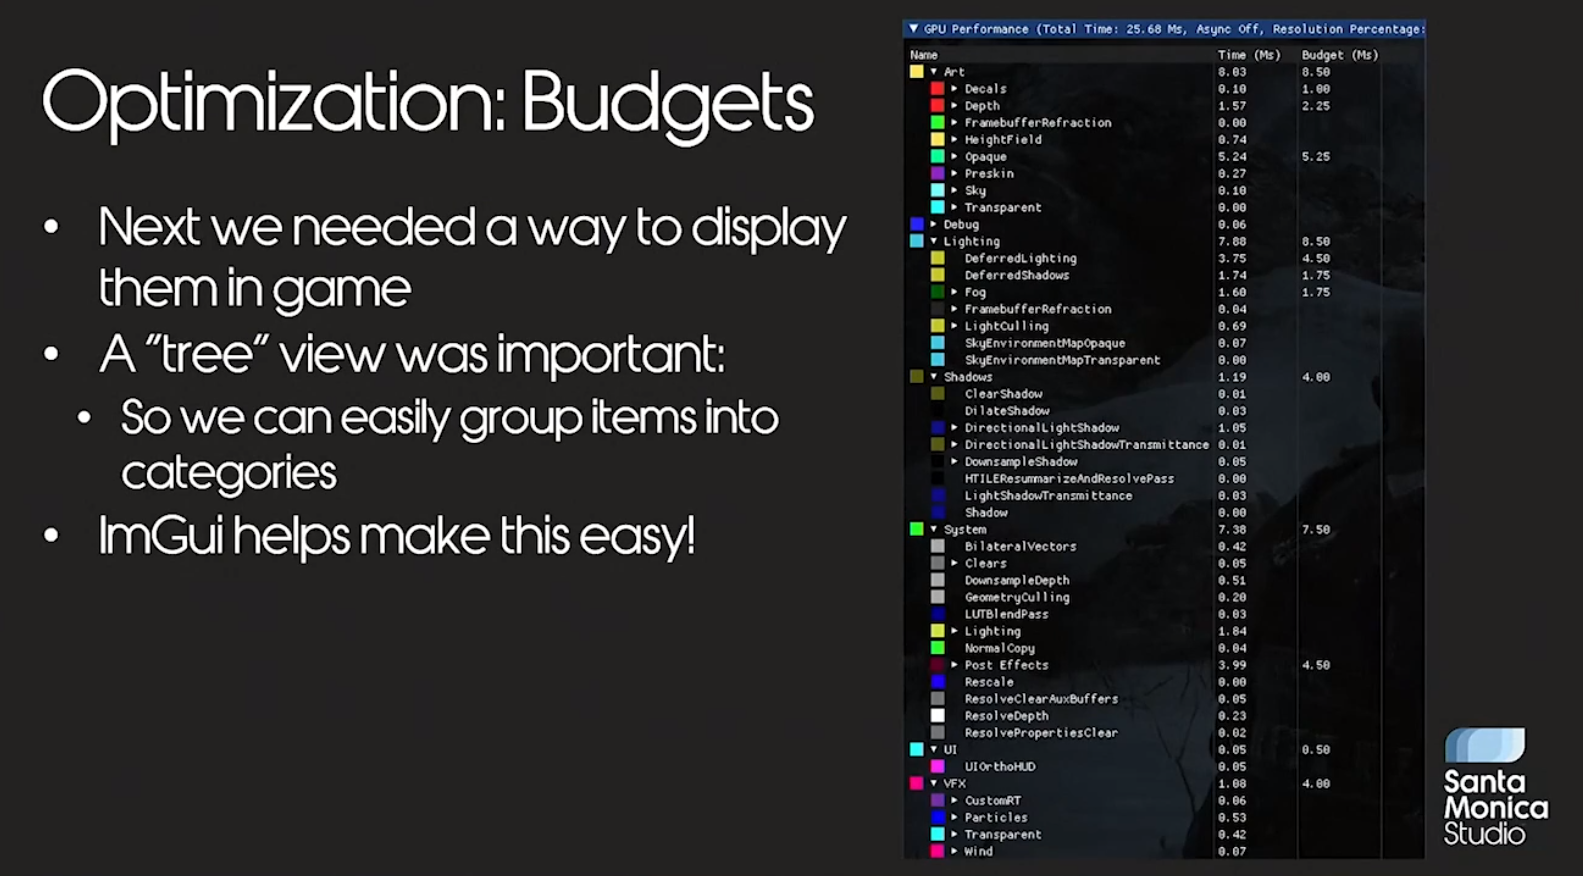 Optimization: Budgets
• Next we needed a way to display
them in game
• A "tree" view was important:
• So we can easily group items into
categories
• ImGui helps make this easy!
▼ GPU Performance (Total Time: 25.68 Ms, Async Off, Resolution Percentage:
Name Time (Ms) Budget (Ms)
▼ Art 8.03 8.50
▶ Decals 0.10 1.00
▶ Depth 1.57 2.25
▶ FramebufferRefraction 0.00
▶ HeightField 0.74
▶ Opaque 5.24 5.25
▶ Preskin 0.27
▶ Sky 0.10
▶ Transparent 0.00
▶ Debug 0.06
▼ Lighting 7.88 8.50
DeferredLighting 3.75 4.50
DeferredShadows 1.74 1.75
▶ Fog 1.60 1.75
▶ FramebufferRefraction 0.04
▶ LightCulling 0.69
SkyEnvironmentMapOpaque 0.07
SkyEnvironmentMapTransparent 0.00
▼ Shadows 1.19 4.00
ClearShadow 0.01
DilateShadow 0.03
▶ DirectionalLightShadow 1.05
▶ DirectionalLightShadowTransmittance 0.01
▶ DownsampleShadow 0.05
HTILEResummarizeAndResolvePass 0.00
LightShadowTransmittance 0.03
Shadow 0.00
▼ System 7.38 7.50
BilateralVectors 0.42
▶ Clears 0.05
DownsampleDepth 0.51
GeometryCulling 0.20
LUTBlendPass 0.03
▶ Lighting 1.84
NormalCopy 0.04
▶ Post Effects 3.99 4.50
Rescale 0.00
ResolveClearAuxBuffers 0.05
ResolveDepth 0.23
ResolvePropertiesClear 0.02
▼ UI 0.05 0.50
UIOrthoHUD 0.05
▼ VFX 1.08 4.00
▶ CustomRT 0.06
▶ Particles 0.53
▶ Transparent 0.42
▶ Wind 0.07
Santa
Monica
Studio